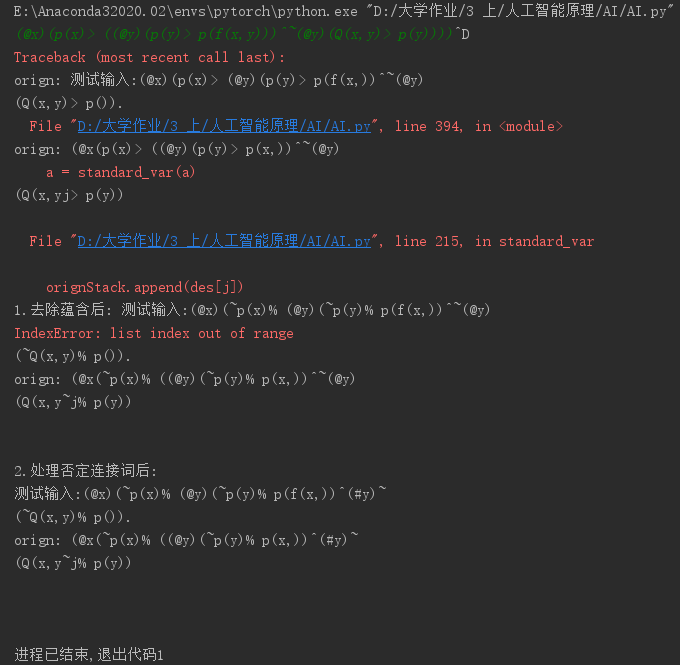 E:\Anaconda32020.02\envs\pytorch\python.exe "D:/大学作业/3 上/人工智能原理/AI/AI.py"
(@x)(p(x)> ((@y)(p(y)> p(f(x,y)))^~(@y)(Q(x,y)> p(y))))^D
Traceback (most recent call last):
orign: 测试输入:(@x)(p(x)> (@y)(p(y)> p(f(x,))^~(@y)
(Q(x,y)> p()).
File "D:/大学作业/3 上/人工智能原理/AI/AI.py", line 394, in <module>
orign: (@x(p(x)> ((@y)(p(y)> p(x,))^~(@y)
a = standard_var(a)
(Q(x,yj> p(y))
File "D:/大学作业/3 上/人工智能原理/AI/AI.py", line 215, in standard_var
orignStack.append(des[j])
1.去除蕴含后: 测试输入:(@x)(~p(x)% (@y)(~p(y)% p(f(x,))^~(@y)
IndexError: list index out of range
(~Q(x,y)% p()).
orign: (@x(~p(x)% ((@y)(~p(y)% p(x,))^~(@y)
(Q(x,y~j% p(y))
2.处理否定连接词后:
测试输入:(@x)(~p(x)% (@y)(~p(y)% p(f(x,))^(#y)~
(~Q(x,y)% p()).
orign: (@x(~p(x)% ((@y)(~p(y)% p(x,))^(#y)~
(Q(x,y~j% p(y))
进程已结束,退出代码1